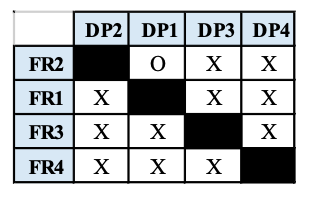 DP2 DP1 DP3 DP4
FR2 O X X
FR1 X X X
FR3 X X X
FR4 X X X